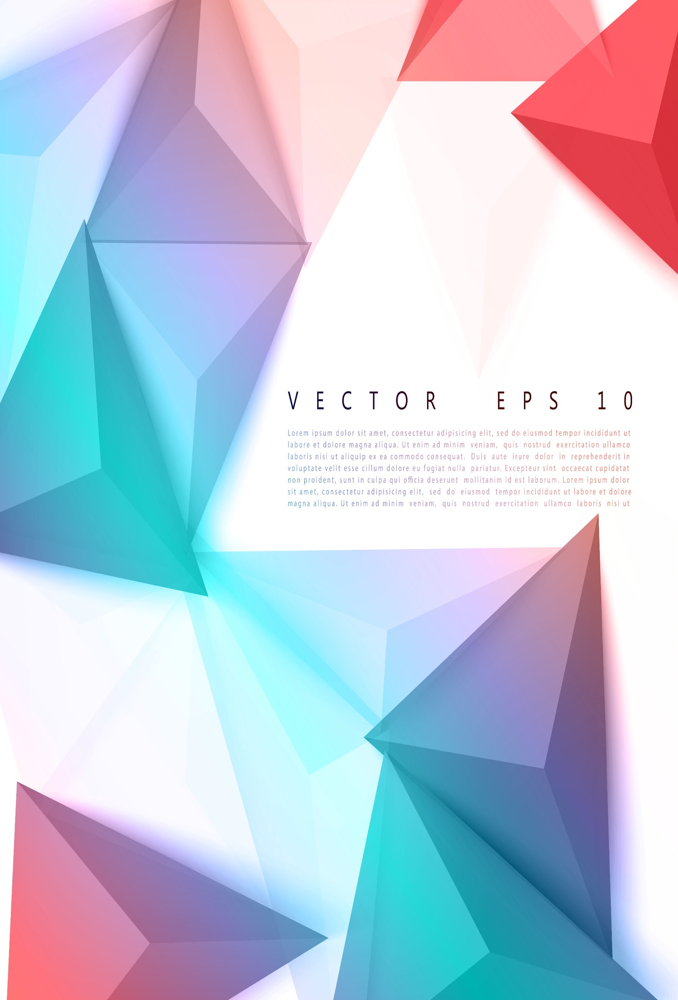 VECTOR EPS 10
Lorem ipsum dolor sit amet, consectetur adipisicing elit, sed do eiusmod tempor incididunt ut
labore et dolore magna aliqua. Ut enim ad minim veniam, quis nostrud exercitation ullamco
laboris nisi ut aliquip ex ea commodo consequat. Duis aute irure dolor in reprehenderit in
voluptate velit esse cillum dolore eu fugiat nulla pariatur. Excepteur sint occaecat cupidatat
non proident, sunt in culpa qui officia deserunt mollitanim id est laborum. Lorem ipsum dolor
sit amet, consectetur adipisicing elit, sed do eiusmod tempor incididunt ut labore et dolore
magna aliqua. Ut enim ad minim veniam, quis nostrud exercitation ullamco laboris nisi ut